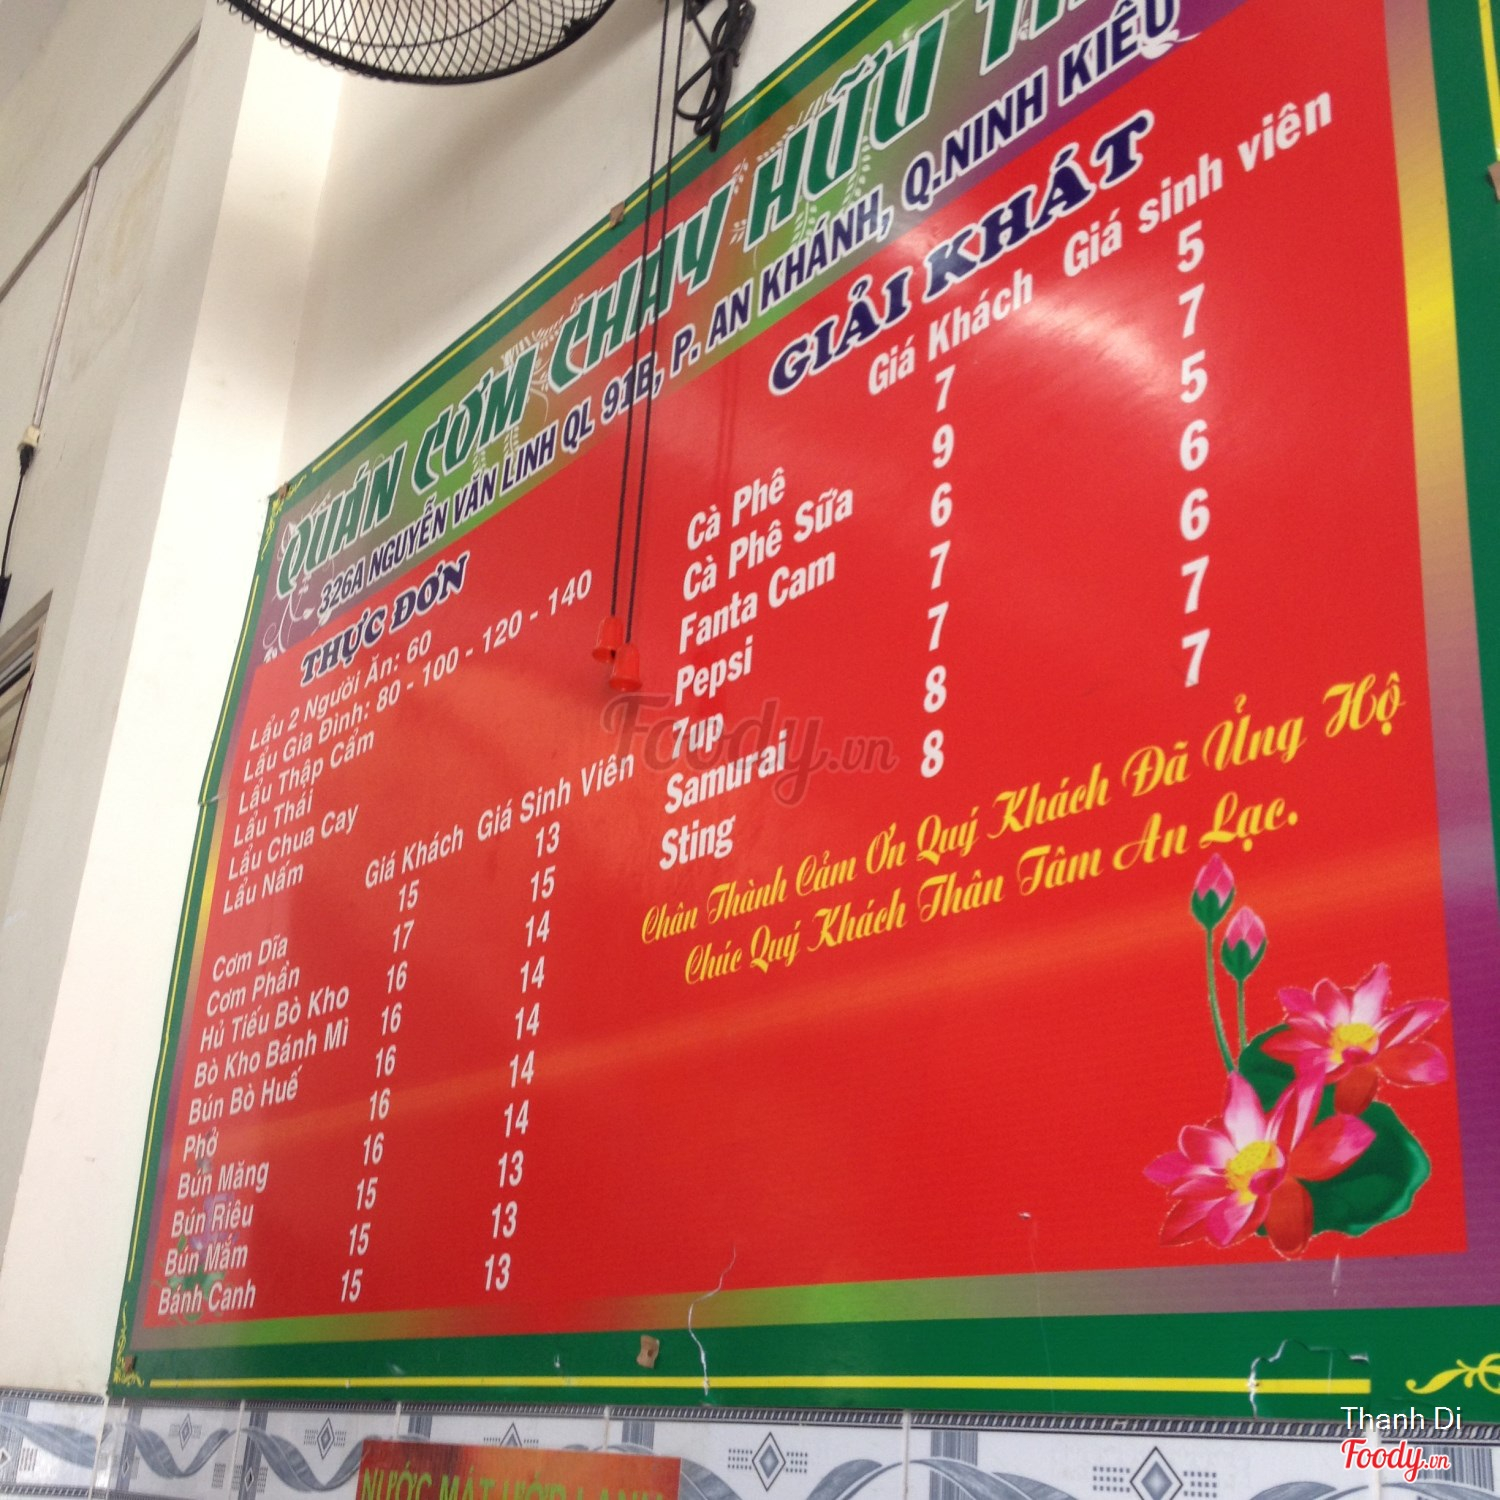 QUÁN CƠM CHAY HỮU
326A NGUYỄN VĂN LINH QL 91B, P. AN KHÁNH, Q.NINH KIỀU
THỰC ĐƠN
Lẩu 2 Người Ăn: 60
Lẩu Gia Đình: 80 - 100 - 120 - 140
Lẩu Thập Cẩm
Lẩu Thái
Lẩu Chua Cay
Lẩu Nấm
Giá Khách Giá Sinh Viên
Cơm Dĩa 15 13
Cơm Phần 17 15
Hủ Tiếu Bò Kho 16 14
Bò Kho Bánh Mì 16 14
Bún Bò Huế 16 14
Phở 16 14
Bún Măng 16 14
Bún Riêu 15 13
Bún Mắm 15 13
Bánh Canh 15 13
GIẢI KHÁT
Giá Khách Giá sinh viên
Cà Phê 7 5
Cà Phê Sữa 9 7
Fanta Cam 6 5
Pepsi 7 6
7up 7 6
Samurai 8 7
Sting 8 7
Chân Thành Cảm Ơn Quý Khách Đã Ủng Hộ
Chúc Quý Khách Thân Tâm An Lạc.
Foody.vn
NƯỚC MÁT ƯỚP LẠNH
Thanh Di
Foody.vn